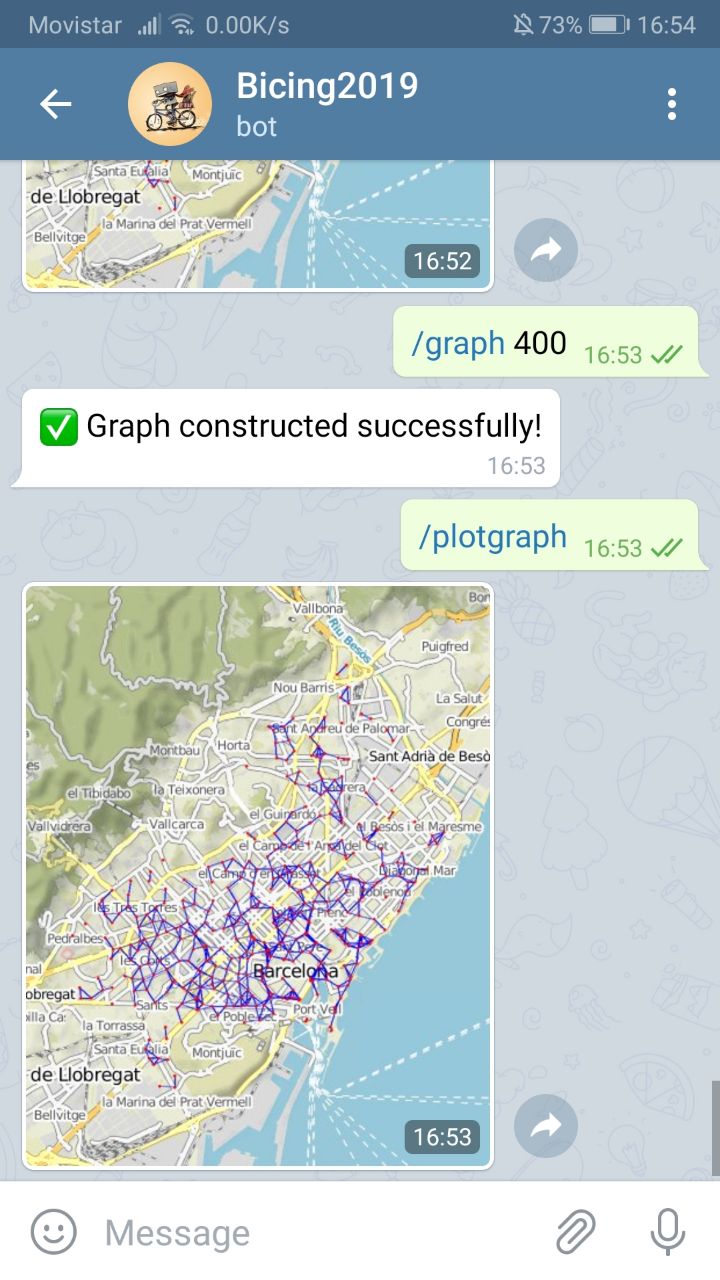 Movistar 0.00K/s 73% 16:54
Bicing2019
bot
Santa Eulalia
Montjuïc
de Llobregat
la Marina del Prat Vermell
Bellvitge
16:52
/graph 400 16:53
✅ Graph constructed successfully!
16:53
/plotgraph 16:53
Bon
Vallbona
Riu Besòs
Puigfred
Nou Barris
La Salut
Congrés
Sant Andreu de Palomar
Montbau
Horta
Sant Adrià de Besò
es
el Tibidabo
la Teixonera
la Sagrera
el Guinardó
Vallvidrera
Vallcarca
el Besòs i el Maresme
el Camp de l'Arpa del Clot
el Camp d'en Grassot
Diagonal Mar
el Poblenou
les Tres Torres
Pedralbes
les Corts
nal
Barcelona
obregat
Sants
Port Vell
illa Ca:
el Poble Sec
la Torrassa
Santa Eulalia
Montjuïc
de Llobregat
la Marina del Prat Vermell
Bellvitge
16:53
Message